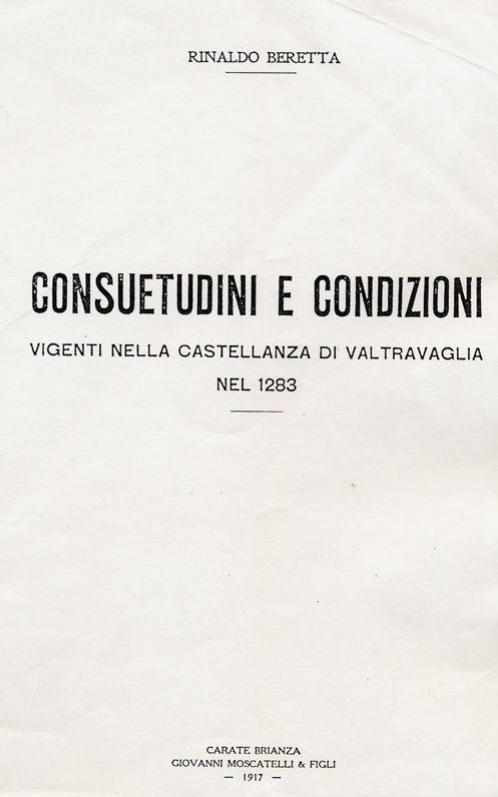 RINALDO BERETTA
CONSUETUDINI E CONDIZIONI
VIGENTI NELLA CASTELLANZA DI VALTRAVAGLIA
NEL 1283
CARATE BRIANZA
GIOVANNI MOSCATELLI & FIGLI
— 1917 —